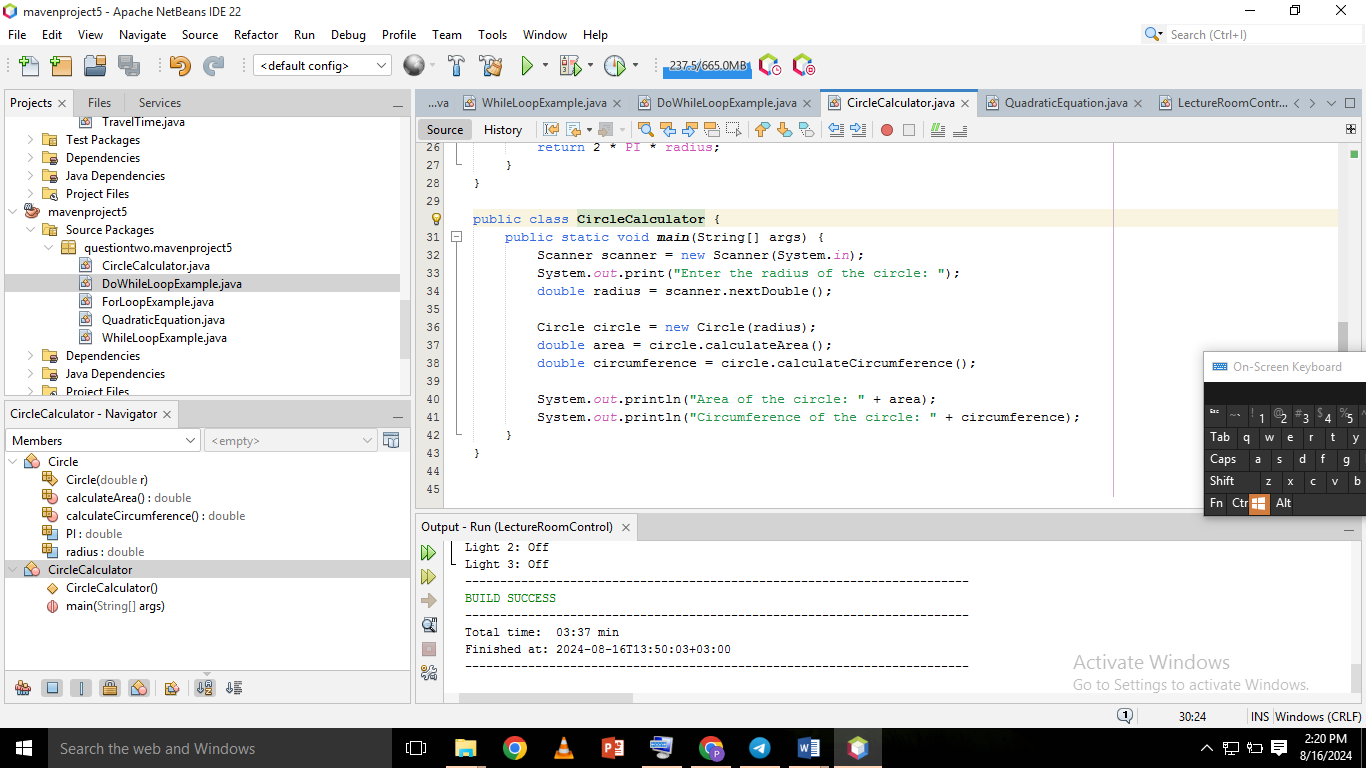 mavenproject5 - Apache NetBeans IDE 22
File Edit View Navigate Source Refactor Run Debug Profile Team Tools Window Help
Search (Ctrl+I)
<default config>
237.5/665.0MB
Projects Files Services
TravelTime.java
Test Packages
Dependencies
Java Dependencies
Project Files
mavenproject5
Source Packages
questiontwo.mavenproject5
CircleCalculator.java
DoWhileLoopExample.java
ForLoopExample.java
QuadraticEquation.java
WhileLoopExample.java
Dependencies
Java Dependencies
Project Files
CircleCalculator - Navigator
Members <empty>
Circle
Circle(double r)
calculateArea() : double
calculateCircumference() : double
PI : double
radius : double
CircleCalculator
CircleCalculator()
main(String[] args)
...va WhileLoopExample.java DoWhileLoopExample.java CircleCalculator.java QuadraticEquation.java LectureRoomContr...
Source History
26 return 2 * PI * radius;
27 }
28 }
29
public class CircleCalculator {
31 public static void main(String[] args) {
32 Scanner scanner = new Scanner(System.in);
33 System.out.print("Enter the radius of the circle: ");
34 double radius = scanner.nextDouble();
35
36 Circle circle = new Circle(radius);
37 double area = circle.calculateArea();
38 double circumference = circle.calculateCircumference();
39
40 System.out.println("Area of the circle: " + area);
41 System.out.println("Circumference of the circle: " + circumference);
42 }
43 }
44
45
Output - Run (LectureRoomControl)
Light 2: Off
Light 3: Off
------------------------------------------------------------------------
BUILD SUCCESS
------------------------------------------------------------------------
Total time: 03:37 min
Finished at: 2024-08-16T13:50:03+03:00
------------------------------------------------------------------------
On-Screen Keyboard
Esc ~ ` ! 1 @ 2 # 3 $ 4 % 5 ^
Tab q w e r t y
Caps a s d f g
Shift z x c v b
Fn Ctr Alt
Activate Windows
Go to Settings to activate Windows.
1 30:24 INS Windows (CRLF)
Search the web and Windows
2:20 PM
8/16/2024